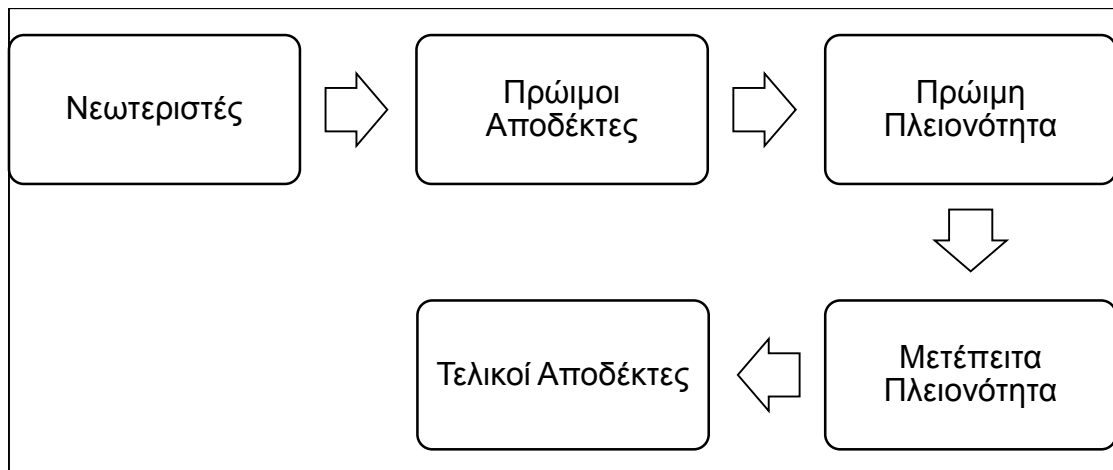 Νεωτεριστές
Πρώιμοι
Αποδέκτες
Πρώιμη
Πλειονότητα
Μετέπειτα
Πλειονότητα
Τελικοί Αποδέκτες